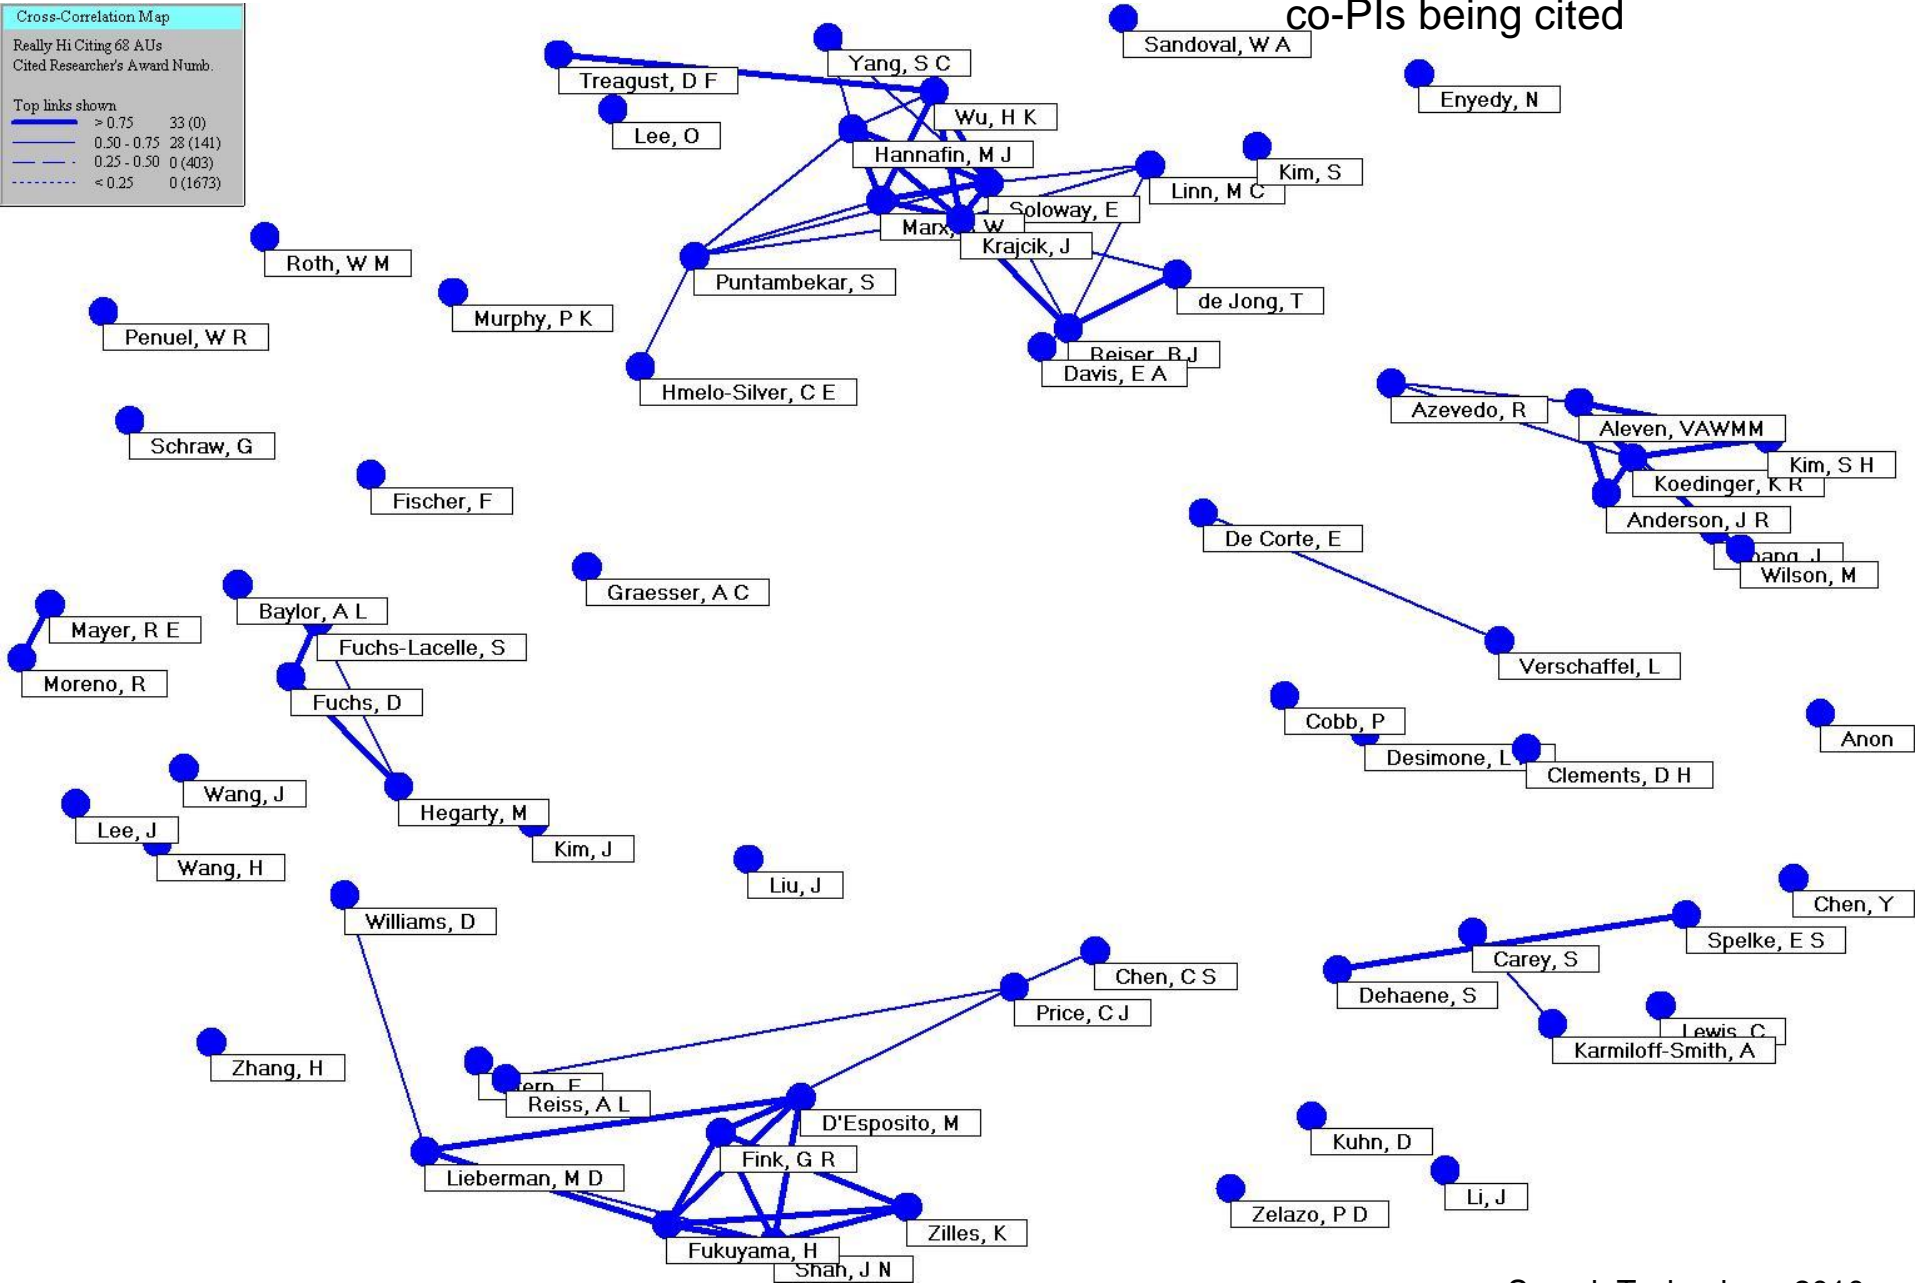 co-PIs being cited
Cross-Correlation Map
Really Hi Citing 68 AUs
Cited Researcher's Award Numb.
Top links shown
> 0.75 33 (0)
0.50 - 0.75 28 (141)
0.25 - 0.50 0 (403)
< 0.25 0 (1673)
Sandoval, W A
Yang, S C
Treagust, D F
Enyedy, N
Wu, H K
Lee, O
Hannafin, M J
Kim, S
Linn, M C
Soloway, E
Marx, W
Krajcik, J
Roth, W M
Puntambekar, S
de Jong, T
Murphy, P K
Penuel, W R
Reiser, B J
Davis, E A
Hmelo-Silver, C E
Azevedo, R
Aleven, VAWMM
Schraw, G
Kim, S H
Koedinger, K R
Fischer, F
Anderson, J R
De Corte, E
Wilson, M
Graesser, A C
Baylor, A L
Mayer, R E
Fuchs-Lacelle, S
Verschaffel, L
Moreno, R
Fuchs, D
Cobb, P
Anon
Desimone, L
Clements, D H
Wang, J
Hegarty, M
Lee, J
Kim, J
Wang, H
Liu, J
Chen, Y
Williams, D
Spelke, E S
Carey, S
Chen, C S
Dehaene, S
Price, C J
Lewis, C
Karmiloff-Smith, A
Zhang, H
Reiss, A L
D'Esposito, M
Kuhn, D
Fink, G R
Lieberman, M D
Li, J
Zelazo, P D
Zilles, K
Fukuyama, H
Shah, J N